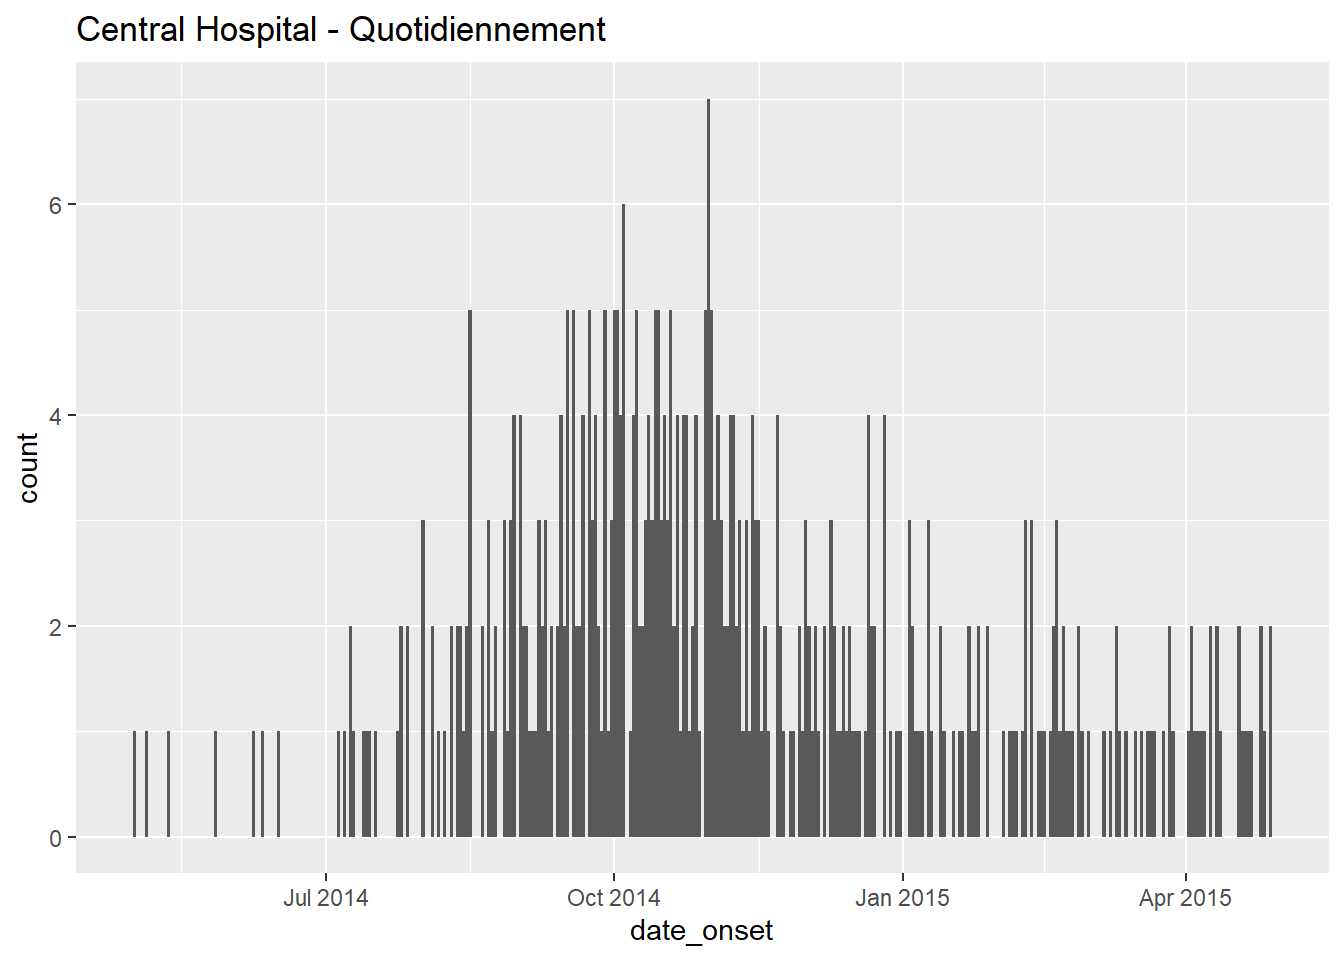 Central Hospital - Quotidiennement
count
6
4
2
0
Jul 2014
Oct 2014
Jan 2015
Apr 2015
date_onset